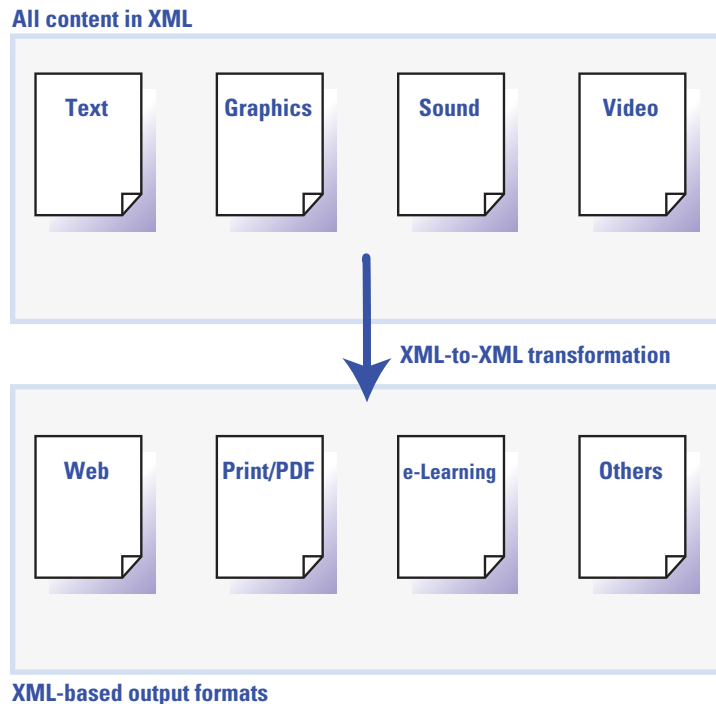 All content in XML
Text
Graphics
Sound
Video
XML-to-XML transformation
Web
Print/PDF
e-Learning
Others
XML-based output formats